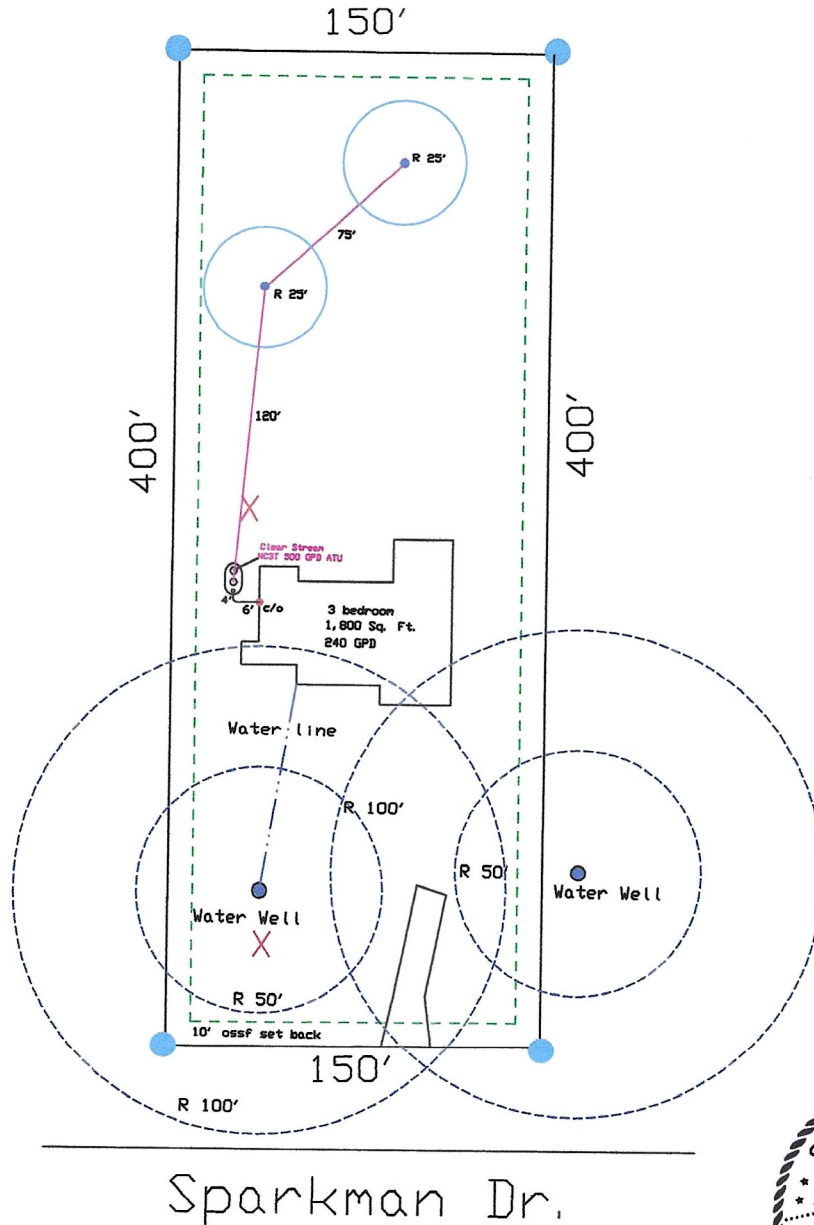 150'
R 25'
75'
R 25'
400'
400'
120'
X
Clear Stream
NC3T 500 GPD ATU
4'
6' c/o
3 bedroom
1,800 Sq. Ft.
240 GPD
Water line
R 100'
R 50'
Water Well
Water Well
X
R 50'
10' ossf set back
150'
R 100'
Sparkman Dr.